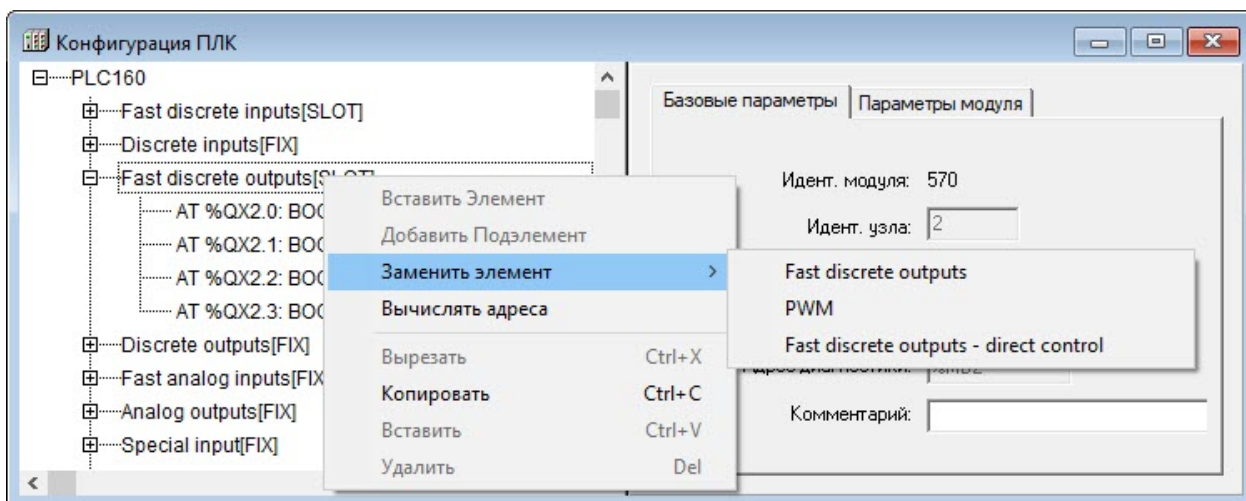 Конфигурация ПЛК
PLC160
Fast discrete inputs[SLOT]
Discrete inputs[FIX]
Fast discrete outputs[SLOT]
AT %QX2.0: BOO
AT %QX2.1: BOO
AT %QX2.2: BOO
AT %QX2.3: BOO
Discrete outputs[FIX]
Fast analog inputs[FIX
Analog outputs[FIX]
Special input[FIX]
Вставить Элемент
Добавить Подэлемент
Заменить элемент
Вычислять адреса
Вырезать Ctrl+X
Копировать Ctrl+C
Вставить Ctrl+V
Удалить Del
Fast discrete outputs
PWM
Fast discrete outputs - direct control
Базовые параметры Параметры модуля
Идент. модуля: 570
Идент. узла: 2
диагностики:
Комментарий: